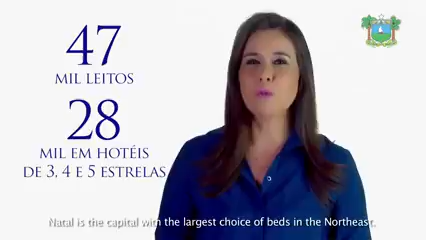 47
MIL LEITOS
28
MIL EM HOTÉIS
DE 3, 4 E 5 ESTRELAS
Natal is the capital with the largest choice of beds in the Northeast.